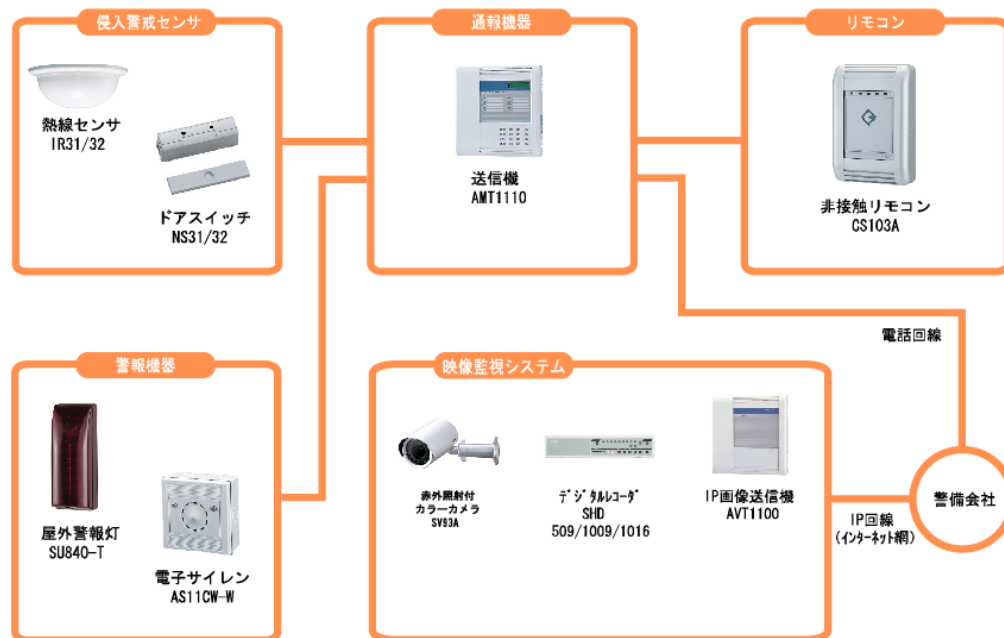 侵入警戒センサ
熱線センサ
IR31/32
ドアスイッチ
NS31/32
通報機器
送信機
AMT1110
リモコン
非接触リモコン
CS103A
電話回線
警報機器
屋外警報灯
SU840-T
電子サイレン
AS11CW-W
映像監視システム
赤外照射付
カラーカメラ
SV93A
デジタルレコーダ
SHD
509/1009/1016
IP画像送信機
AVT1100
IP回線
(インターネット網)
警備会社